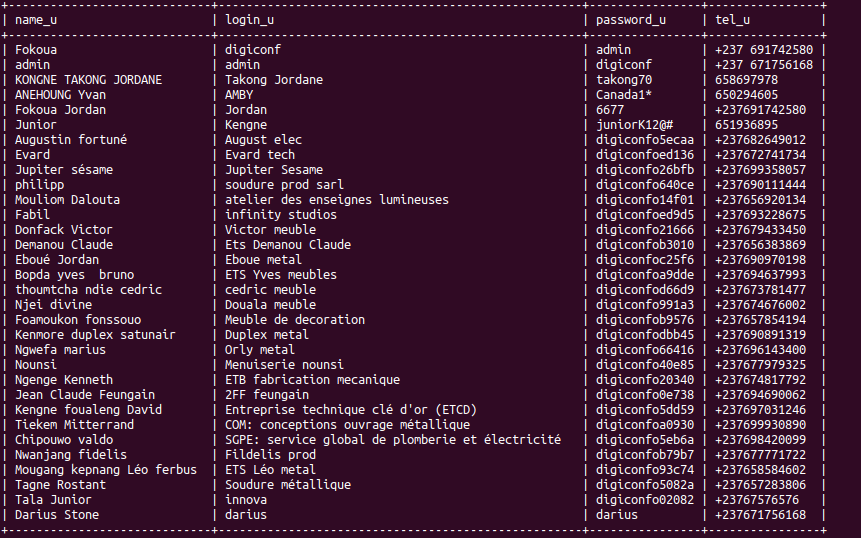 | name_u | login_u | password_u | tel_u |
| Fokoua | digiconf | admin | +237 691742580 |
| admin | admin | digiconf | +237 671756168 |
| KONGNE TAKONG JORDANE | Takong Jordane | takong70 | 658697978 |
| ANEHOUNG Yvan | AMBY | Canada1* | 650294605 |
| Fokoua Jordan | Jordan | 6677 | +237691742580 |
| Junior | Kengne | juniorK12@# | 651936895 |
| Augustin fortuné | August elec | digiconfo5ecaa | +237682649012 |
| Evard | Evard tech | digiconfoed136 | +237672741734 |
| Jupiter sésame | Jupiter Sesame | digiconfo26bfb | +237699358057 |
| philipp | soudure prod sarl | digiconfo640ce | +237690111444 |
| Mouliom Dalouta | atelier des enseignes lumineuses | digiconfo14f01 | +237656920134 |
| Fabil | infinity studios | digiconfoed9d5 | +237693228675 |
| Donfack Victor | Victor meuble | digiconfo21666 | +237679433450 |
| Demanou Claude | Ets Demanou Claude | digiconfob3010 | +237656383869 |
| Eboué Jordan | Eboue metal | digiconfoc25f6 | +237690970198 |
| Bopda yves  bruno | ETS Yves meubles | digiconfoa9dde | +237694637993 |
| thoumtcha ndie cedric | cedric meuble | digiconfod66d9 | +237673781477 |
| Njei divine | Douala meuble | digiconfo991a3 | +237674676002 |
| Foamoukon fonssouo | Meuble de decoration | digiconfob9576 | +237657854194 |
| Kenmore duplex satunair | Duplex metal | digiconfodbb45 | +237690891319 |
| Ngwefa marius | Orly metal | digiconfo66416 | +237696143400 |
| Nounsi | Menuiserie nounsi | digiconfo40e85 | +237677979325 |
| Ngenge Kenneth | ETB fabrication mecanique | digiconfo20340 | +237674817792 |
| Jean Claude Feungain | 2FF feungain | digiconfo0e738 | +237694690062 |
| Kengne foualeng David | Entreprise technique clé d'or (ETCD) | digiconfo5dd59 | +237697031246 |
| Tiekem Mitterrand | COM: conceptions ouvrage métallique | digiconfoa0930 | +237699930890 |
| Chipouwo valdo | SGPE: service global de plomberie et électricité | digiconfo5eb6a | +237698420099 |
| Nwanjang fidelis | Fildelis prod | digiconfob79b7 | +237677771722 |
| Mougang kepnang Léo ferbus | ETS Léo metal | digiconfo93c74 | +237658584602 |
| Tagne Rostant | Soudure métallique | digiconfo5082a | +237657283806 |
| Tala Junior | innova | digiconfo02082 | +23767576576 |
| Darius Stone | darius | darius | +237671756168 |